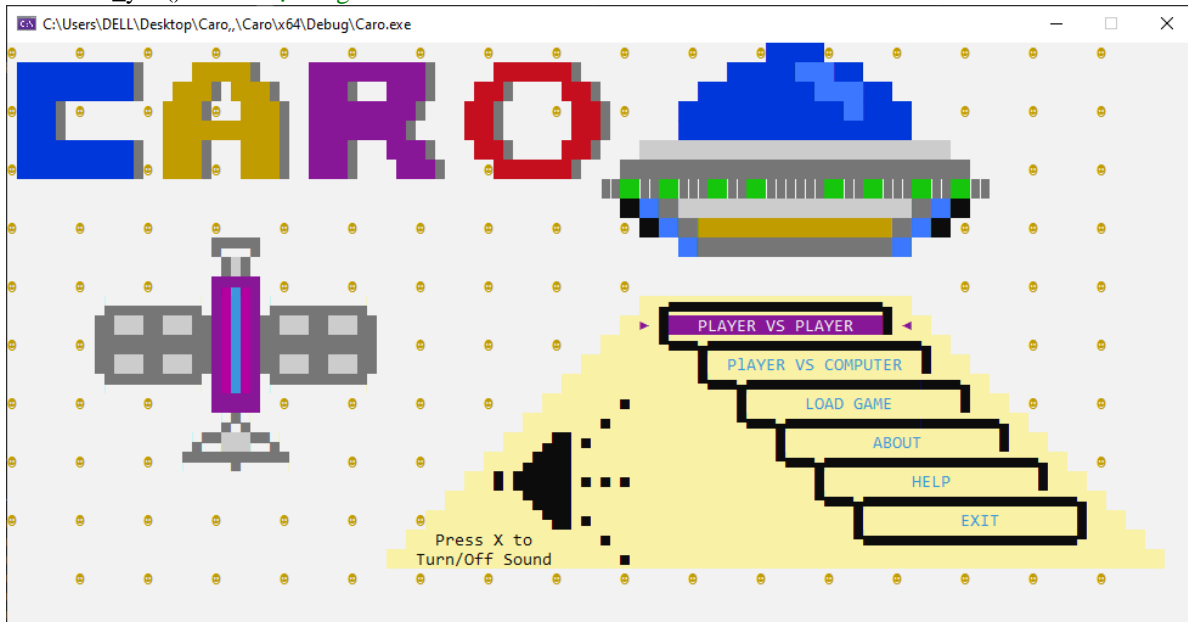 C:\Users\DELL\Desktop\Caro,,\Caro\x64\Debug\Caro.exe
CARO
PLAYER VS PLAYER
PlAYER VS COMPUTER
LOAD GAME
ABOUT
HELP
EXIT
Press X to
Turn/Off Sound